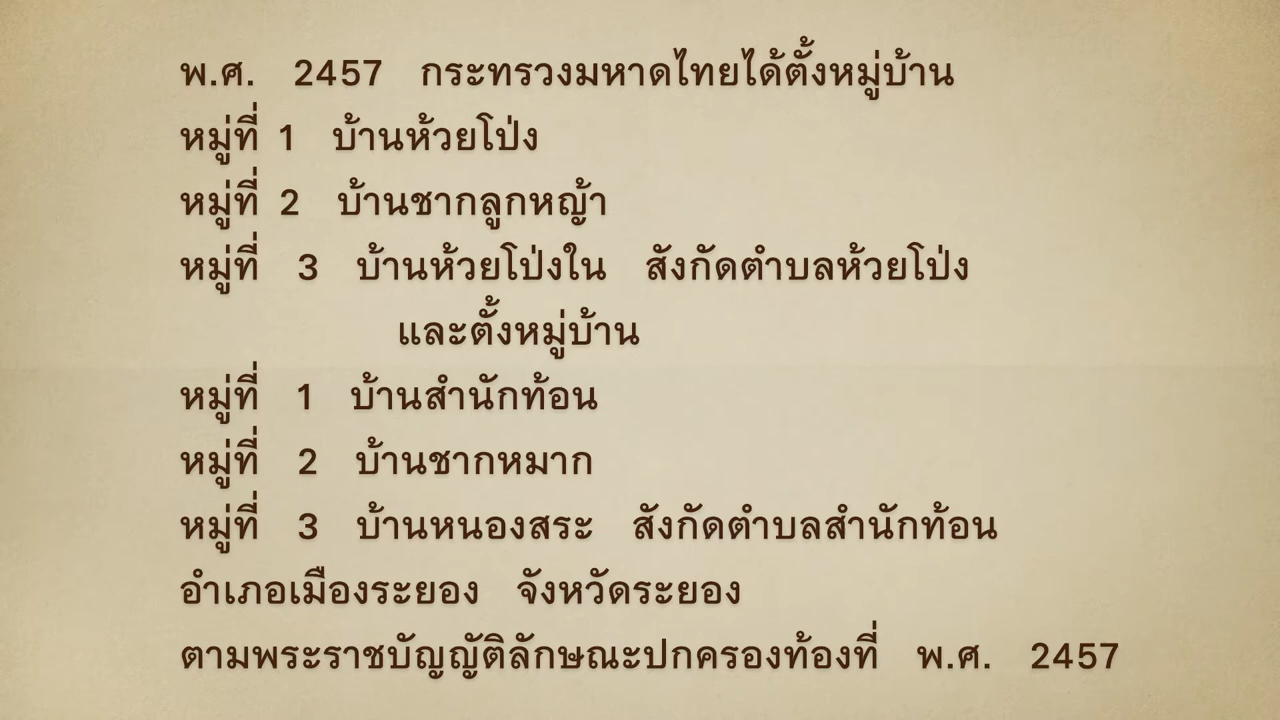 พ.ศ. 2457 กระทรวงมหาดไทยได้ตั้งหมู่บ้าน
หมู่ที่ 1 บ้านห้วยโป่ง
หมู่ที่ 2 บ้านชากลูกหญ้า
หมู่ที่ 3 บ้านห้วยโป่งใน สังกัดตำบลห้วยโป่ง
และตั้งหมู่บ้าน
หมู่ที่ 1 บ้านสำนักท้อน
หมู่ที่ 2 บ้านชากหมาก
หมู่ที่ 3 บ้านหนองสระ สังกัดตำบลสำนักท้อน
อำเภอเมืองระยอง จังหวัดระยอง
ตามพระราชบัญญัติลักษณะปกครองท้องที่ พ.ศ. 2457